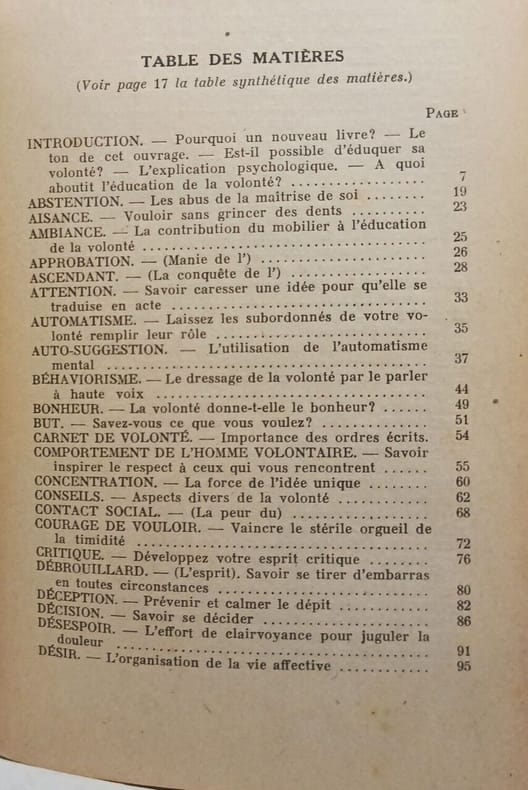 TABLE DES MATIÈRES
(Voir page 17 la table synthétique des matières.)
PAGE
INTRODUCTION. — Pourquoi un nouveau livre? — Le
ton de cet ouvrage. — Est-il possible d'éduquer sa
volonté? — L'explication psychologique. — A quoi
aboutit l'éducation de la volonté? .................. 7
ABSTENTION. — Les abus de la maîtrise de soi ........ 19
AISANCE. — Vouloir sans grincer des dents .......... 23
AMBIANCE. — La contribution du mobilier à l'éducation
de la volonté .................................... 25
APPROBATION. — (Manie de l') ...................... 26
ASCENDANT. — (La conquête de l') .................. 28
ATTENTION. — Savoir caresser une idée pour qu'elle se
traduise en acte .................................. 33
AUTOMATISME. — Laissez les subordonnés de votre vo-
lonté remplir leur rôle ............................ 35
AUTO-SUGGESTION. — L'utilisation de l'automatisme
mental ............................................ 37
BÉHAVIORISME. — Le dressage de la volonté par le parler
à haute voix ...................................... 44
BONHEUR. — La volonté donne-t-elle le bonheur? ...... 49
BUT. — Savez-vous ce que vous voulez? .............. 51
CARNET DE VOLONTÉ. — Importance des ordres écrits. 54
COMPORTEMENT DE L'HOMME VOLONTAIRE. — Savoir
inspirer le respect à ceux qui vous rencontrent ...... 55
CONCENTRATION. — La force de l'idée unique ........ 60
CONSEILS. — Aspects divers de la volonté ............ 62
CONTACT SOCIAL. — (La peur du) .................... 68
COURAGE DE VOULOIR. — Vaincre le stérile orgueil de
la timidité ........................................ 72
CRITIQUE. — Développez votre esprit critique ........ 76
DÉBROUILLARD. — (L'esprit). Savoir se tirer d'embarras
en toutes circonstances ............................ 80
DÉCEPTION. — Prévenir et calmer le dépit ............ 82
DÉCISION. — Savoir se décider ...................... 86
DÉSESPOIR. — L'effort de clairvoyance pour juguler la
douleur .......................................... 91
DÉSIR. — L'organisation de la vie affective ............ 95